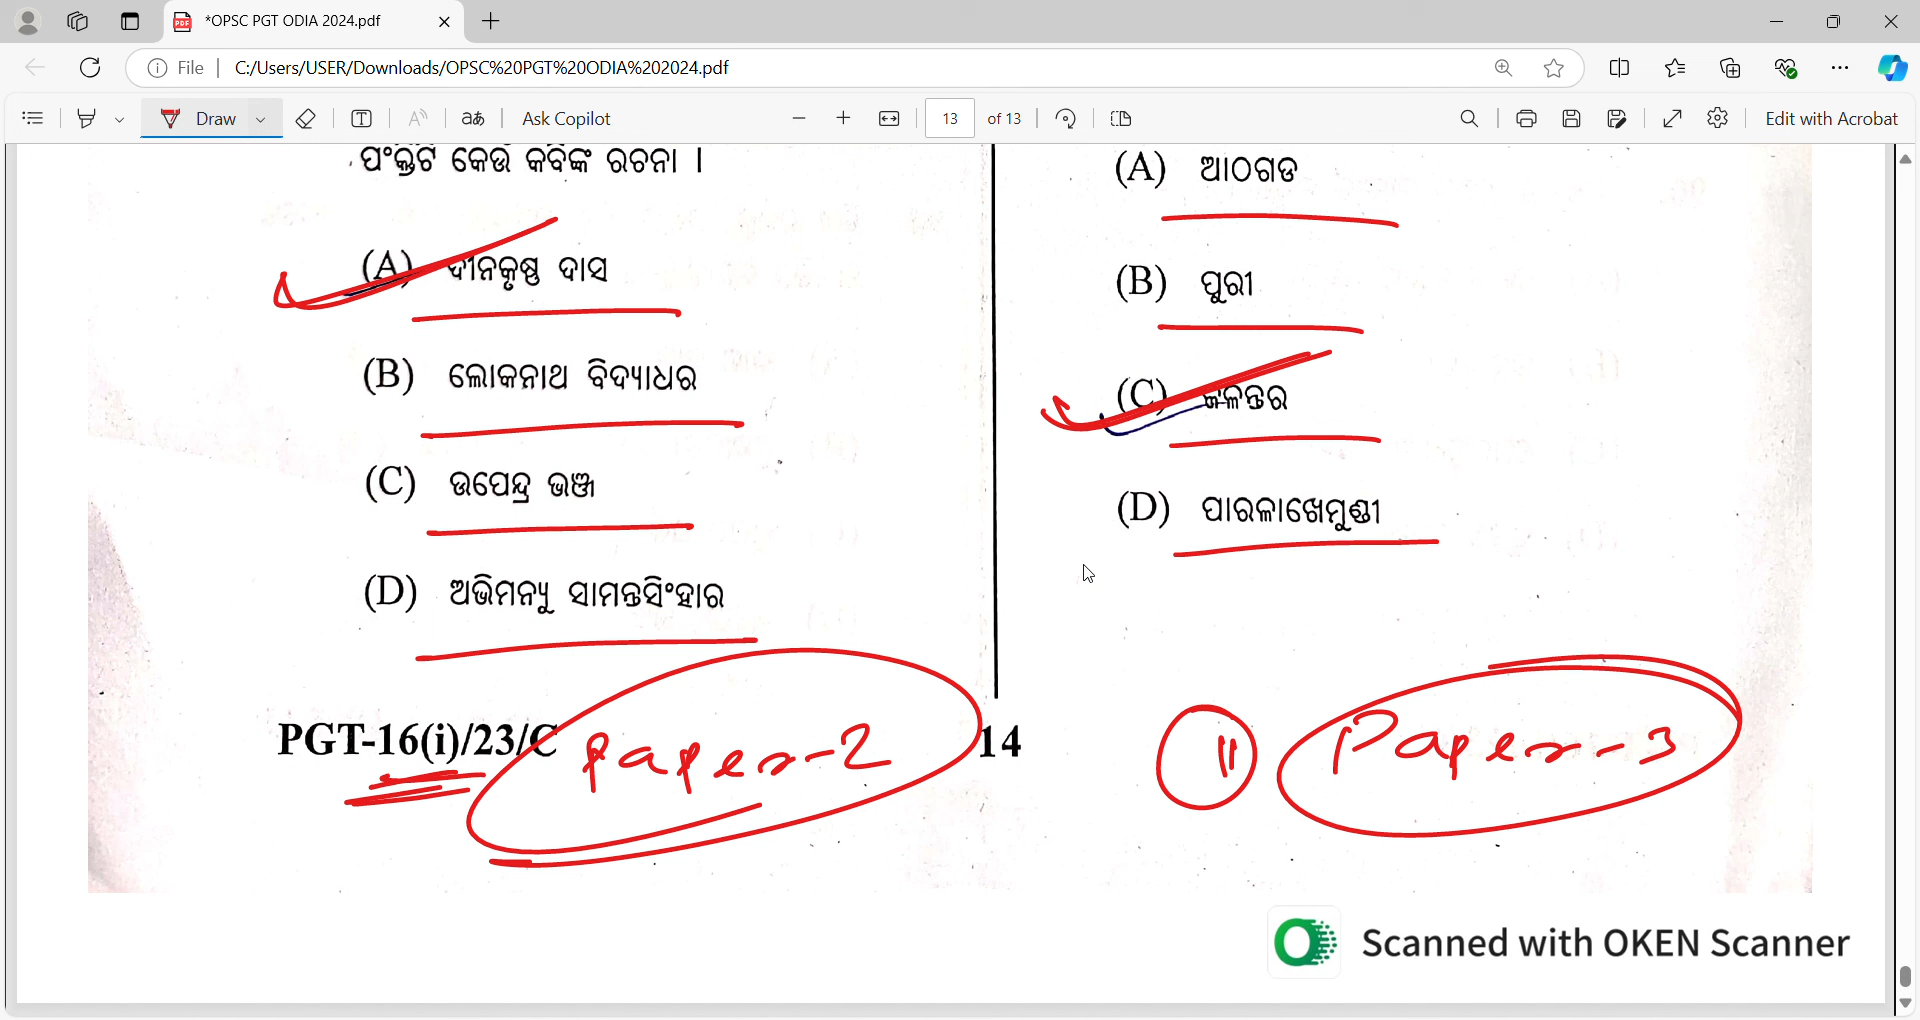 *OPSC PGT ODIA 2024.pdf
File C:/Users/USER/Downloads/OPSC%20PGT%20ODIA%202024.pdf
Draw Ask Copilot 13 of 13 Edit with Acrobat
ପଂକ୍ତିଟି କେଉଁ କବିଙ୍କ ରଚନା ।
(A) ଦୀନକୃଷ୍ଣ ଦାସ
(B) ଲୋକନାଥ ବିଦ୍ୟାଧର
(C) ଉପେନ୍ଦ୍ର ଭଞ୍ଜ
(D) ଅଭିମନ୍ୟୁ ସାମନ୍ତସିଂହାର
(A) ଆଠଗଡ
(B) ପୁରୀ
(C) ଜଳନ୍ତର
(D) ପାରଳାଖେମୁଣ୍ଡୀ
PGT-16(i)/23/C Paper-2 14
11 Paper-3
Scanned with OKEN Scanner